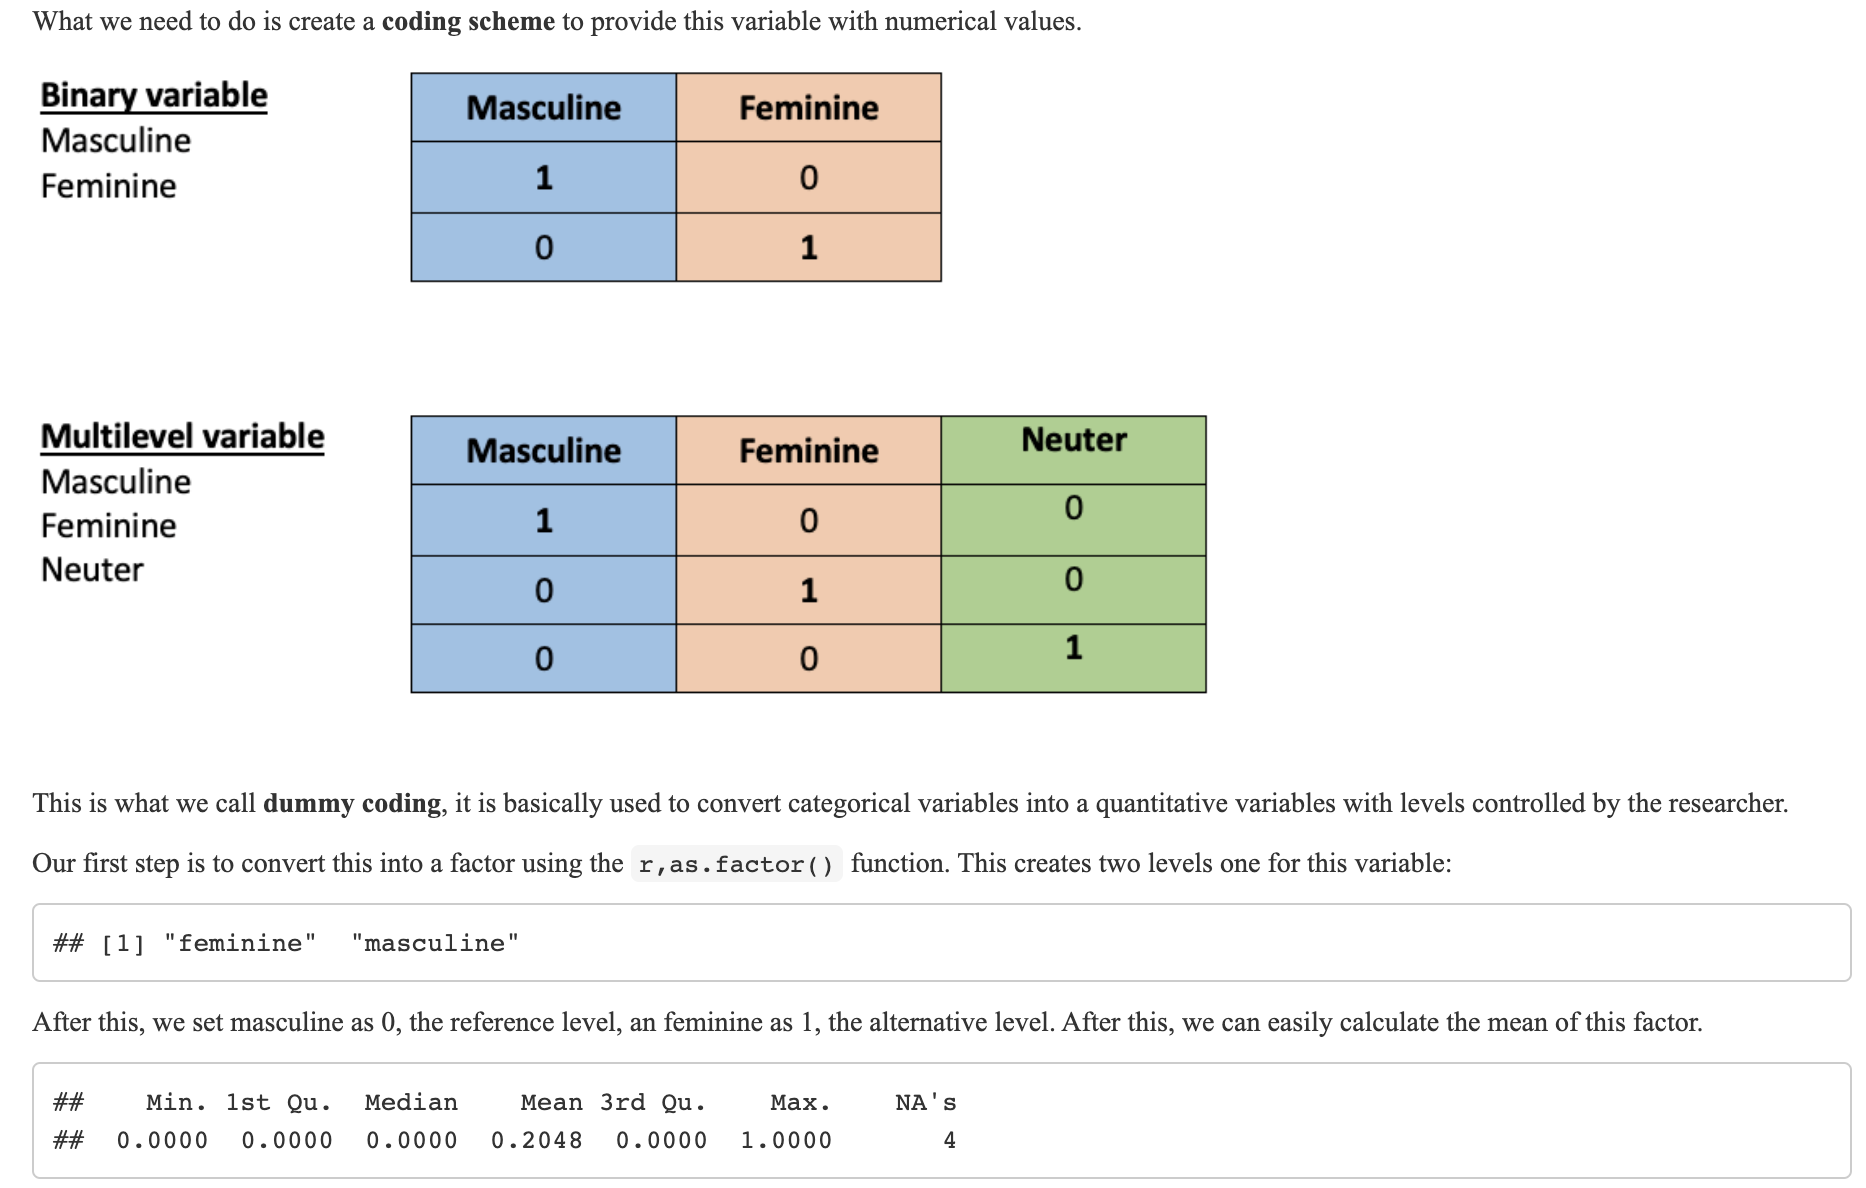 What we need to do is create a coding scheme to provide this variable with numerical values.
Binary variable
Masculine
Feminine
Masculine Feminine
1 0
0 1
Multilevel variable
Masculine
Feminine
Neuter
Masculine Feminine Neuter
1 0 0
0 1 0
0 0 1
This is what we call dummy coding, it is basically used to convert categorical variables into a quantitative variables with levels controlled by the researcher.
Our first step is to convert this into a factor using the r,as.factor() function. This creates two levels one for this variable:
## [1] "feminine"  "masculine"
After this, we set masculine as 0, the reference level, an feminine as 1, the alternative level. After this, we can easily calculate the mean of this factor.
##    Min. 1st Qu.  Median    Mean 3rd Qu.    Max.    NA's
##  0.0000  0.0000  0.0000  0.2048  0.0000  1.0000       4